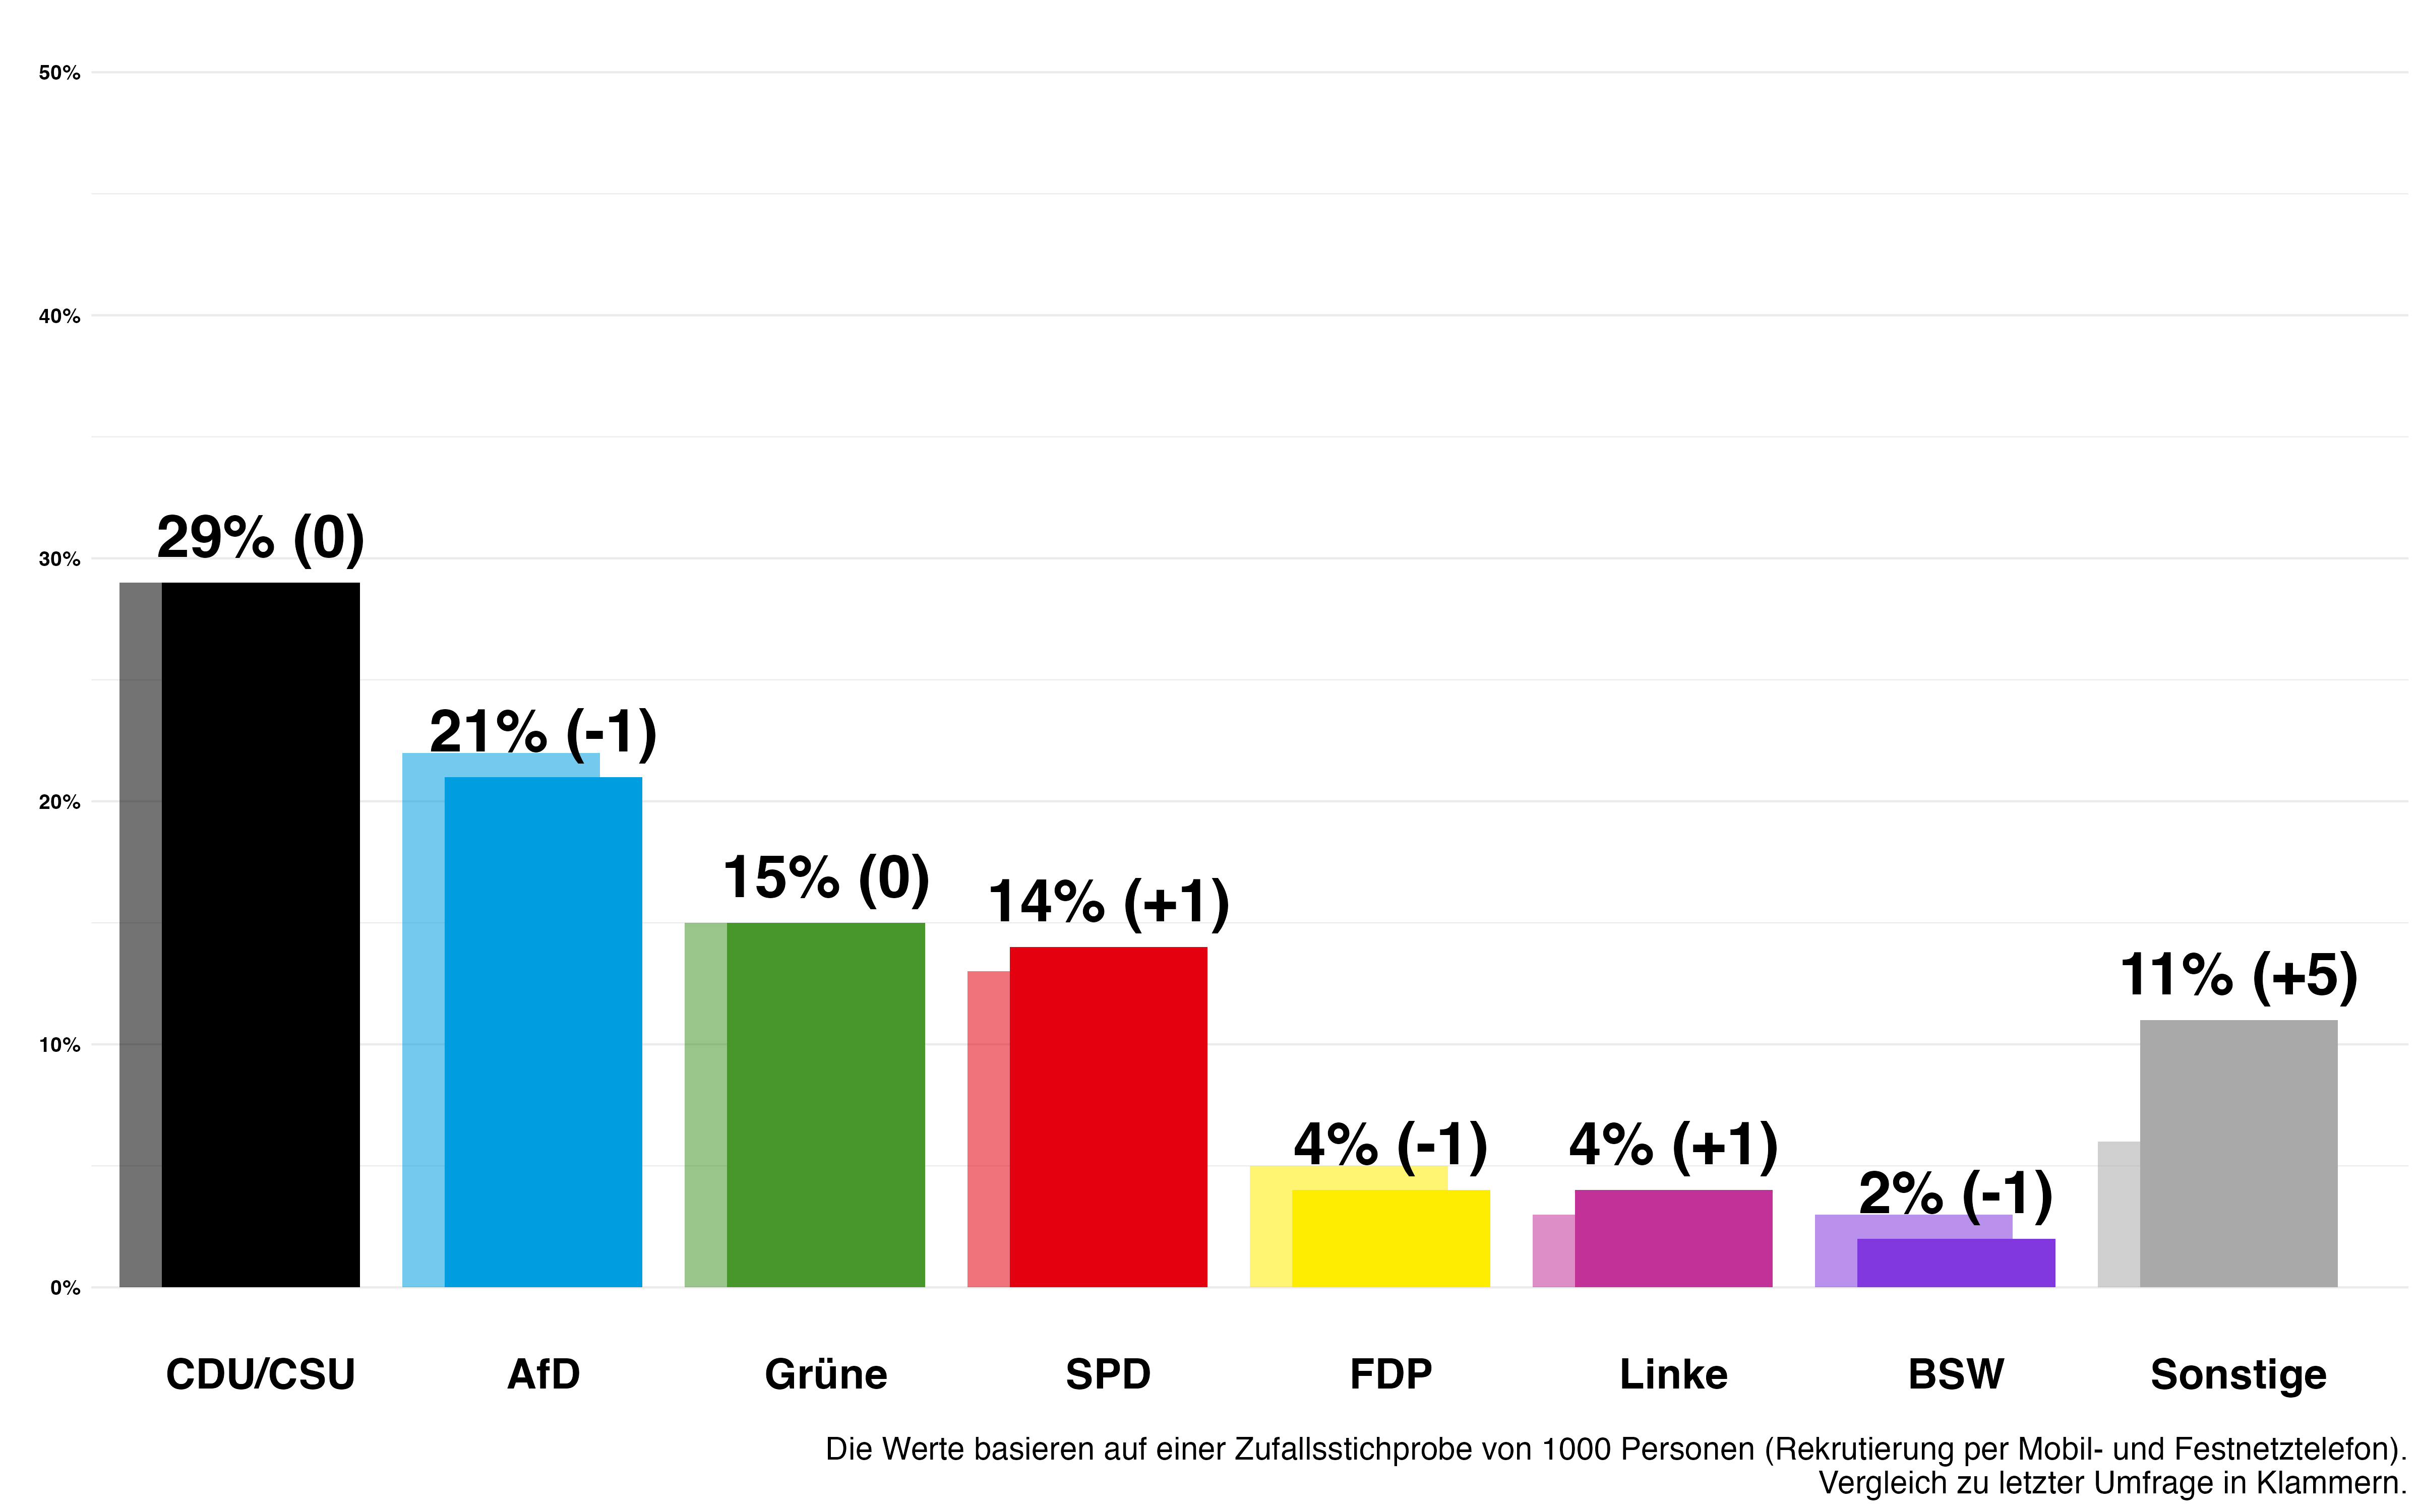 50%
40%
30%
20%
10%
0%
29% (0)
21% (-1)
15% (0)
14% (+1)
4% (-1)
4% (+1)
2% (-1)
11% (+5)
CDU/CSU
AfD
Grüne
SPD
FDP
Linke
BSW
Sonstige
Die Werte basieren auf einer Zufallsstichprobe von 1000 Personen (Rekrutierung per Mobil- und Festnetztelefon).
Vergleich zu letzter Umfrage in Klammern.